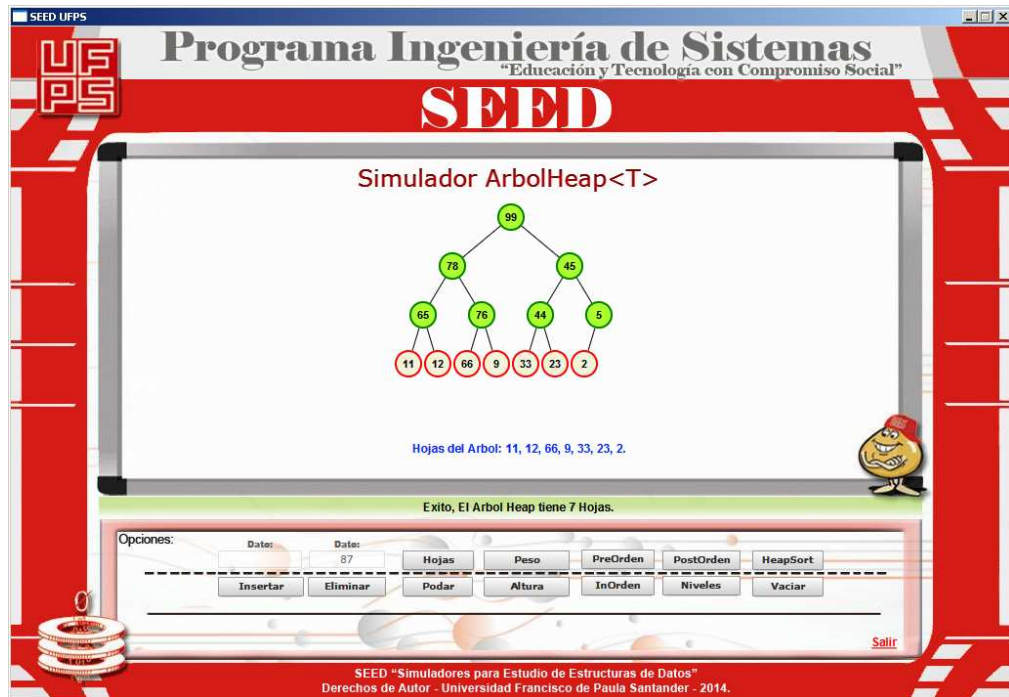 SEED UFPS
UF
PS
Programa Ingeniería de Sistemas
“Educación y Tecnología con Compromiso Social”
SEED
Simulador ArbolHeap<T>
99
78 45
65 76 44 5
11 12 66 9 33 23 2
Hojas del Arbol: 11, 12, 66, 9, 33, 23, 2.
Exito, El Arbol Heap tiene 7 Hojas.
Opciones:
Dato: Dato:
87 Hojas Peso PreOrden PostOrden HeapSort
Insertar Eliminar Podar Altura InOrden Niveles Vaciar
Salir
SEED “Simuladores para Estudio de Estructuras de Datos”
Derechos de Autor - Universidad Francisco de Paula Santander - 2014.